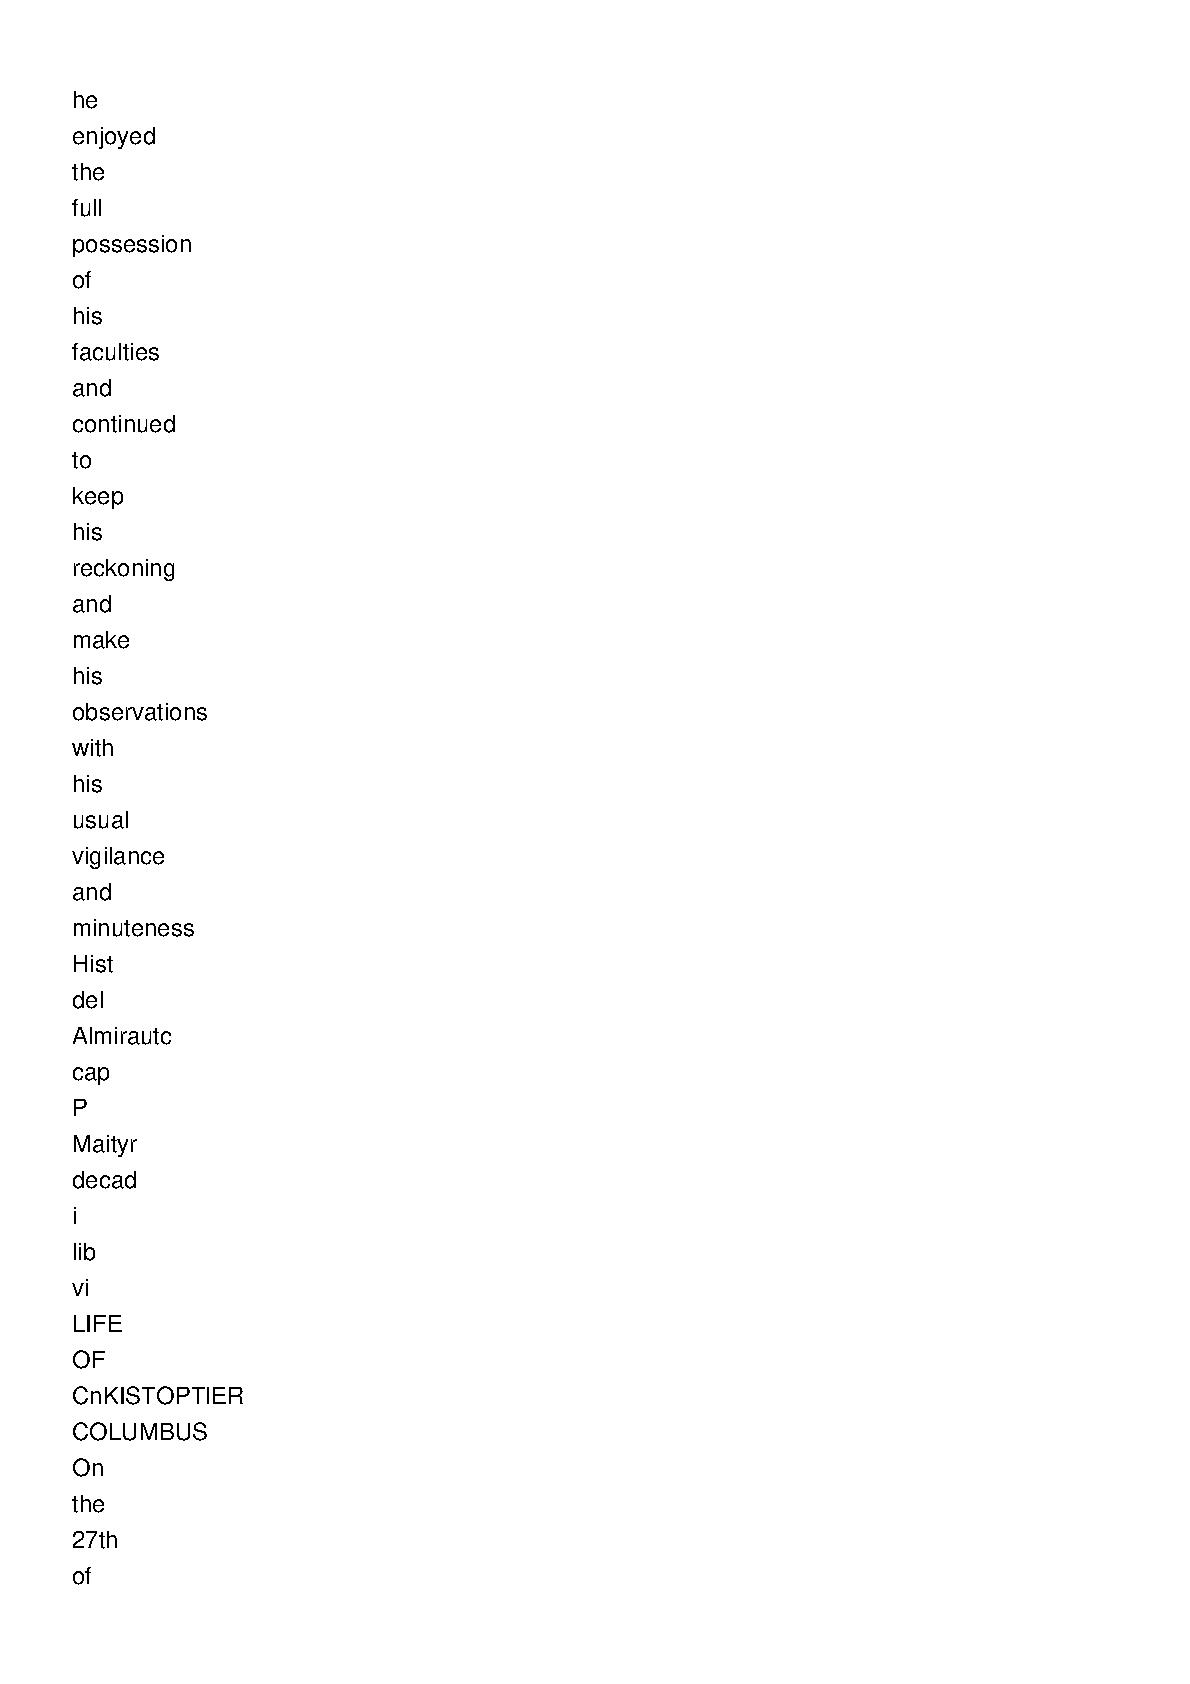 he
enjoyed
the
full
possession
of
his
faculties
and
continued
to
keep
his
reckoning
and
make
his
observations
with
his
usual
vigilance
and
minuteness
Hist
del
Almirautc
cap
P
Maityr
decad
i
lib
vi
LIFE
OF
CnKISTOPTlER
COLUMBUS
On
the
27th
of